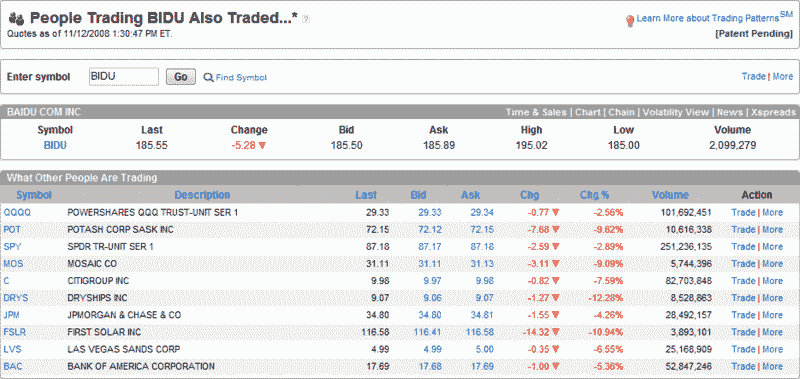 People Trading BIDU Also Traded...* ?
Learn More about Trading Patterns SM
Quotes as of 11/12/2008 1:30:47 PM ET.
[Patent Pending]
Enter symbol BIDU Go Find Symbol Trade | More
BAIDU COM INC Time & Sales | Chart | Chain | Volatility View | News | Xspreads
Symbol Last Change Bid Ask High Low Volume
BIDU 185.55 -5.28 ▼ 185.50 185.89 195.02 185.00 2,099,279
What Other People Are Trading
Symbol Description Last Bid Ask Chg Chg % Volume Action
QQQQ POWERSHARES QQQ TRUST-UNIT SER 1 29.33 29.33 29.34 -0.77 ▼ -2.56% 101,692,451 Trade | More
POT POTASH CORP SASK INC 72.15 72.12 72.15 -7.68 ▼ -9.62% 10,616,338 Trade | More
SPY SPDR TR-UNIT SER 1 87.18 87.17 87.18 -2.59 ▼ -2.89% 251,236,135 Trade | More
MOS MOSAIC CO 31.11 31.11 31.13 -3.11 ▼ -9.09% 5,744,396 Trade | More
C CITIGROUP INC 9.98 9.97 9.98 -0.82 ▼ -7.59% 82,703,848 Trade | More
DRYS DRYSHIPS INC 9.07 9.06 9.07 -1.27 ▼ -12.28% 8,528,863 Trade | More
JPM JPMORGAN & CHASE & CO 34.80 34.80 34.81 -1.55 ▼ -4.26% 28,492,157 Trade | More
FSLR FIRST SOLAR INC 116.58 116.41 116.58 -14.32 ▼ -10.94% 3,893,101 Trade | More
LVS LAS VEGAS SANDS CORP 4.99 4.99 5.00 -0.35 ▼ -6.55% 25,168,909 Trade | More
BAC BANK OF AMERICA CORPORATION 17.69 17.68 17.69 -1.00 ▼ -5.36% 52,847,246 Trade | More